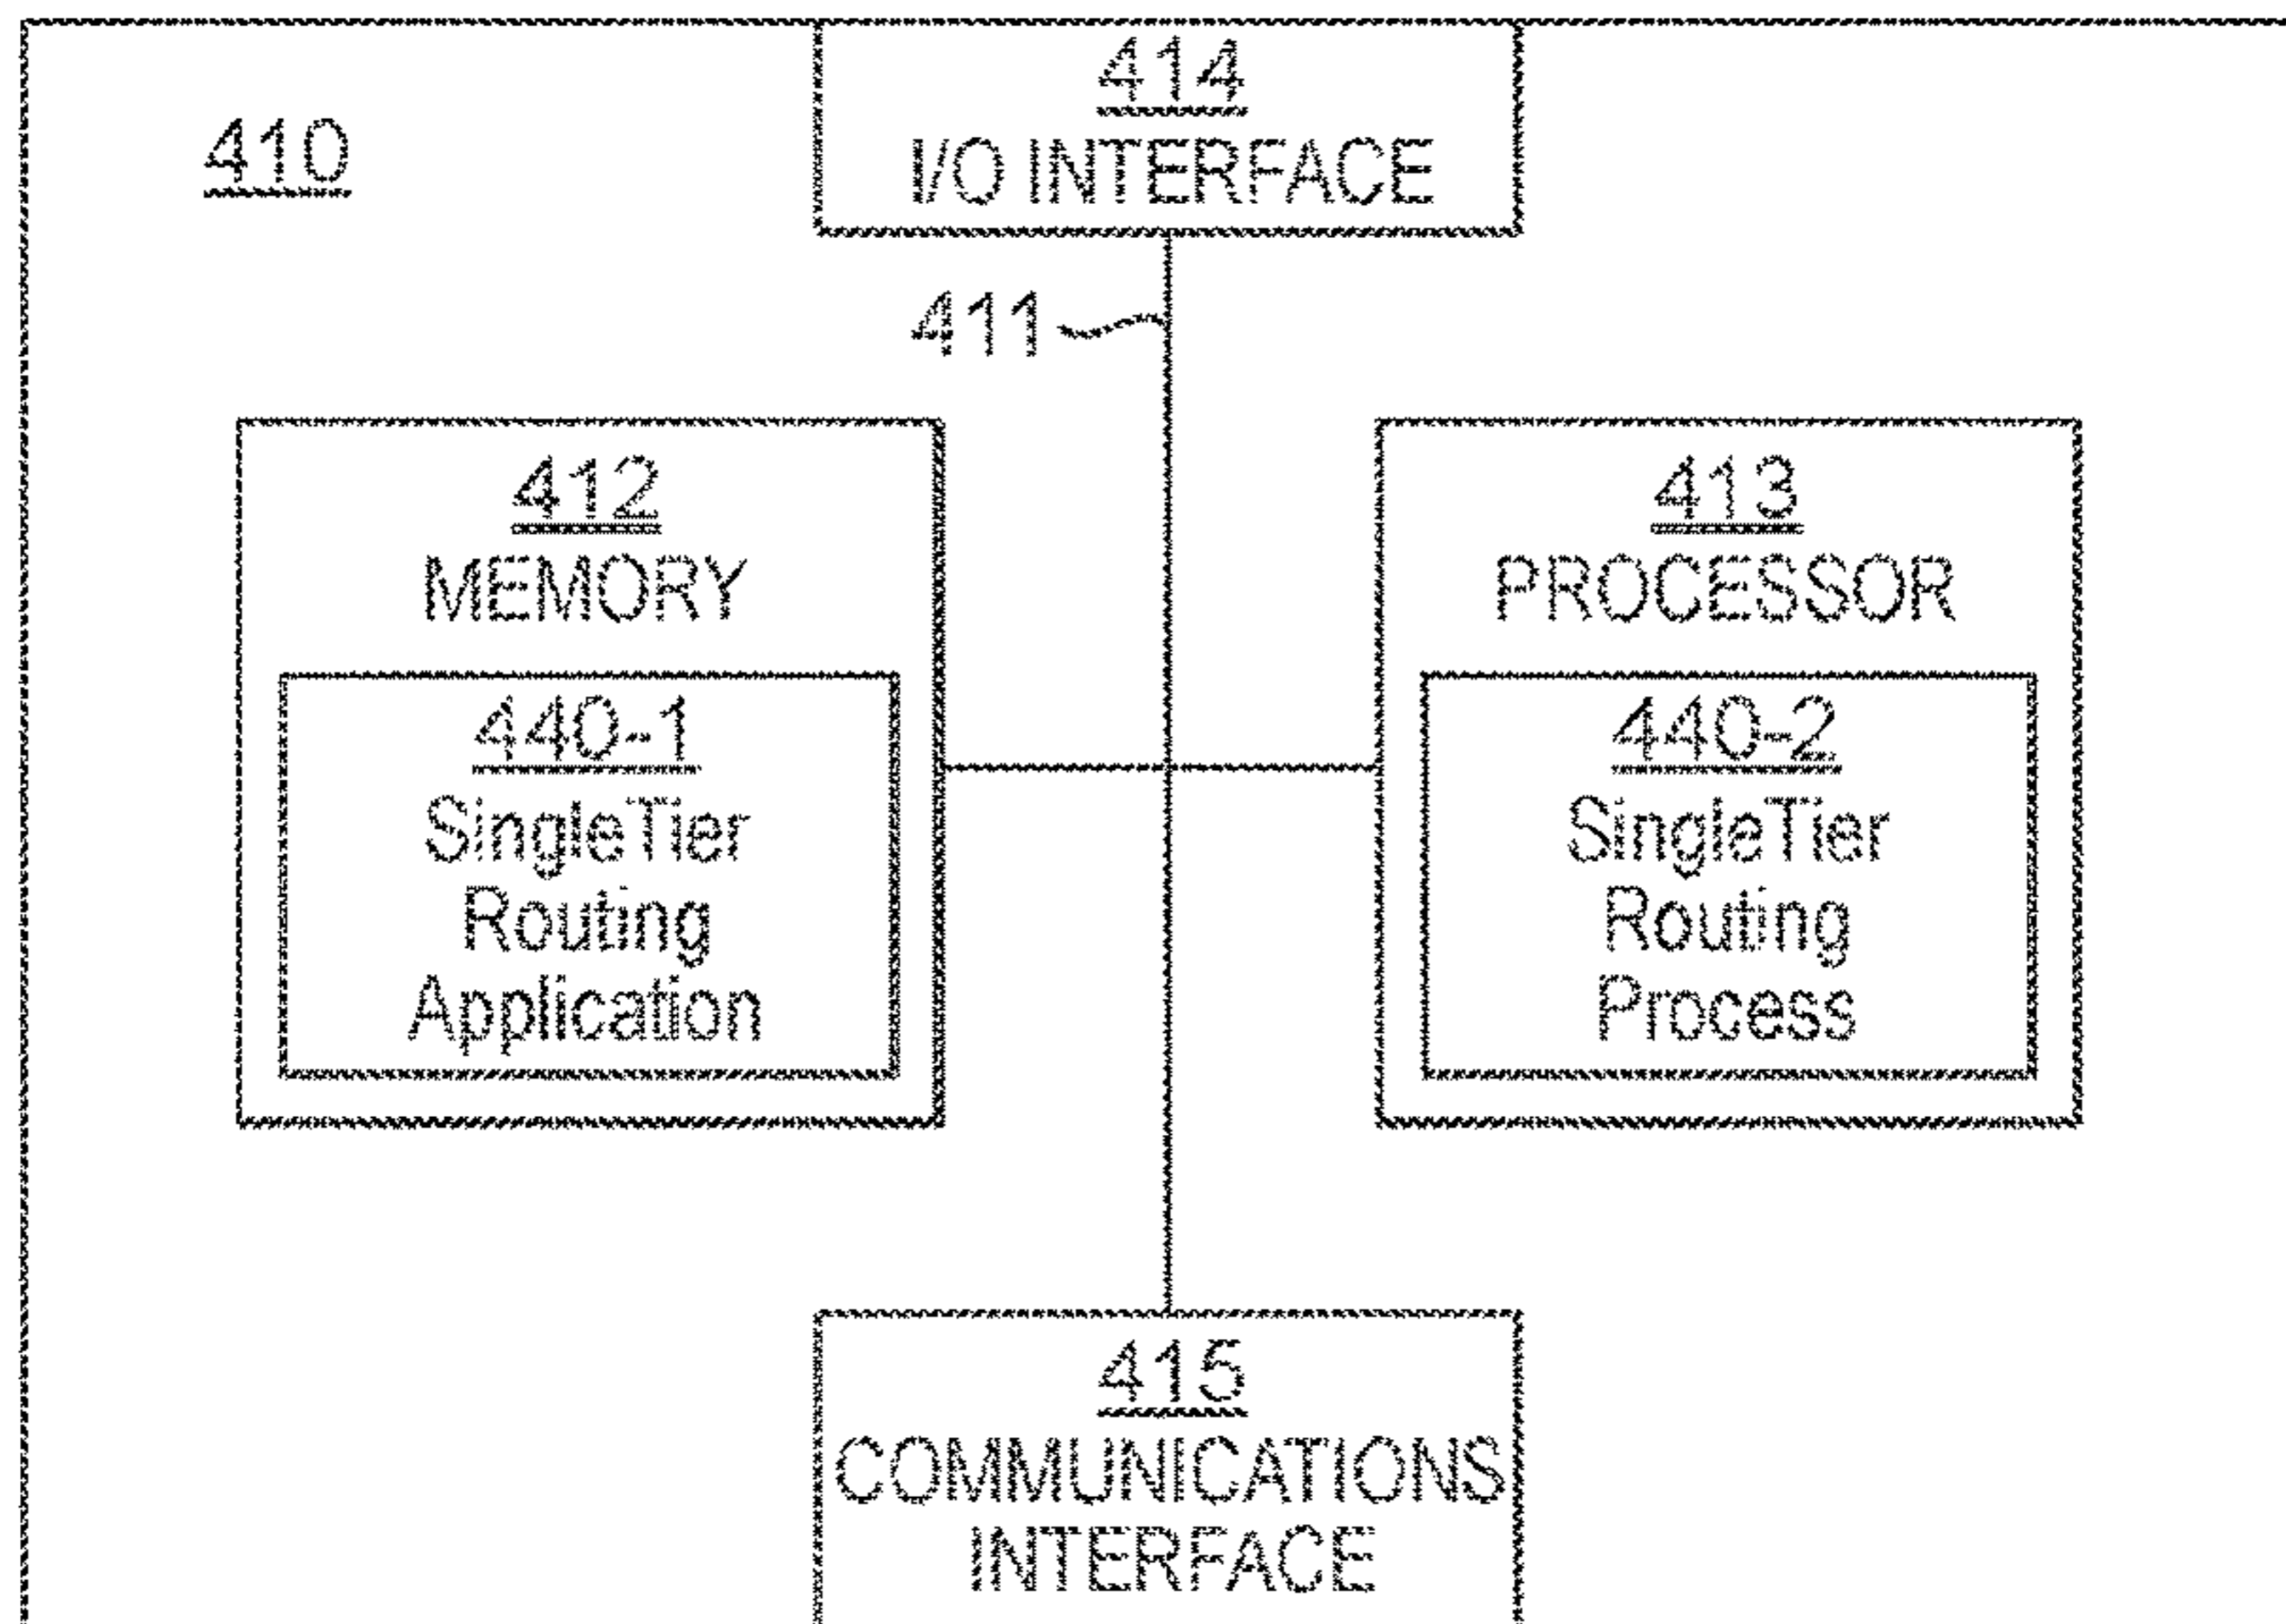 410
414
I/O INTERFACE
411
412
MEMORY
440-1
SingleTier
Routing
Application
413
PROCESSOR
440-2
SingleTier
Routing
Process
415
COMMUNICATIONS
INTERFACE